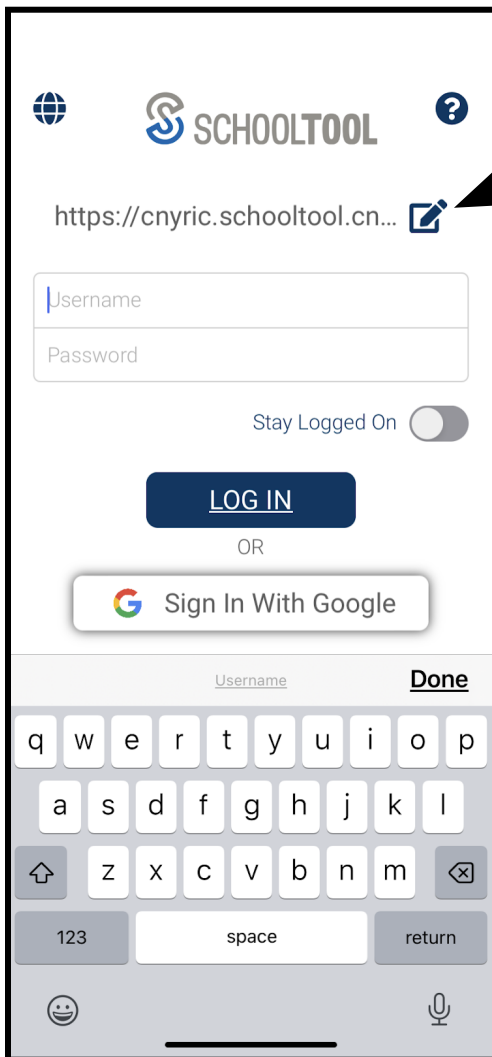 SCHOOLTOOL
https://cnyric.schooltool.cn...
Username
Password
Stay Logged On
LOG IN
OR
Sign In With Google
Username Done
q w e r t y u i o p
a s d f g h j k l
z x c v b n m
123 space return